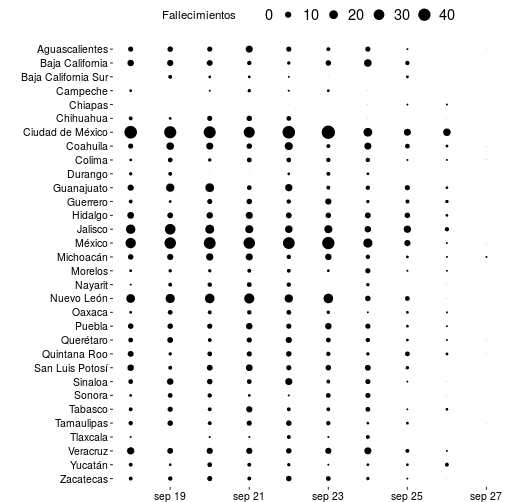 Fallecimientos 0 10 20 30 40
Aguascalientes
Baja California
Baja California Sur
Campeche
Chiapas
Chihuahua
Ciudad de México
Coahuila
Colima
Durango
Guanajuato
Guerrero
Hidalgo
Jalisco
México
Michoacán
Morelos
Nayarit
Nuevo León
Oaxaca
Puebla
Querétaro
Quintana Roo
San Luis Potosí
Sinaloa
Sonora
Tabasco
Tamaulipas
Tlaxcala
Veracruz
Yucatán
Zacatecas
sep 19 sep 21 sep 23 sep 25 sep 27